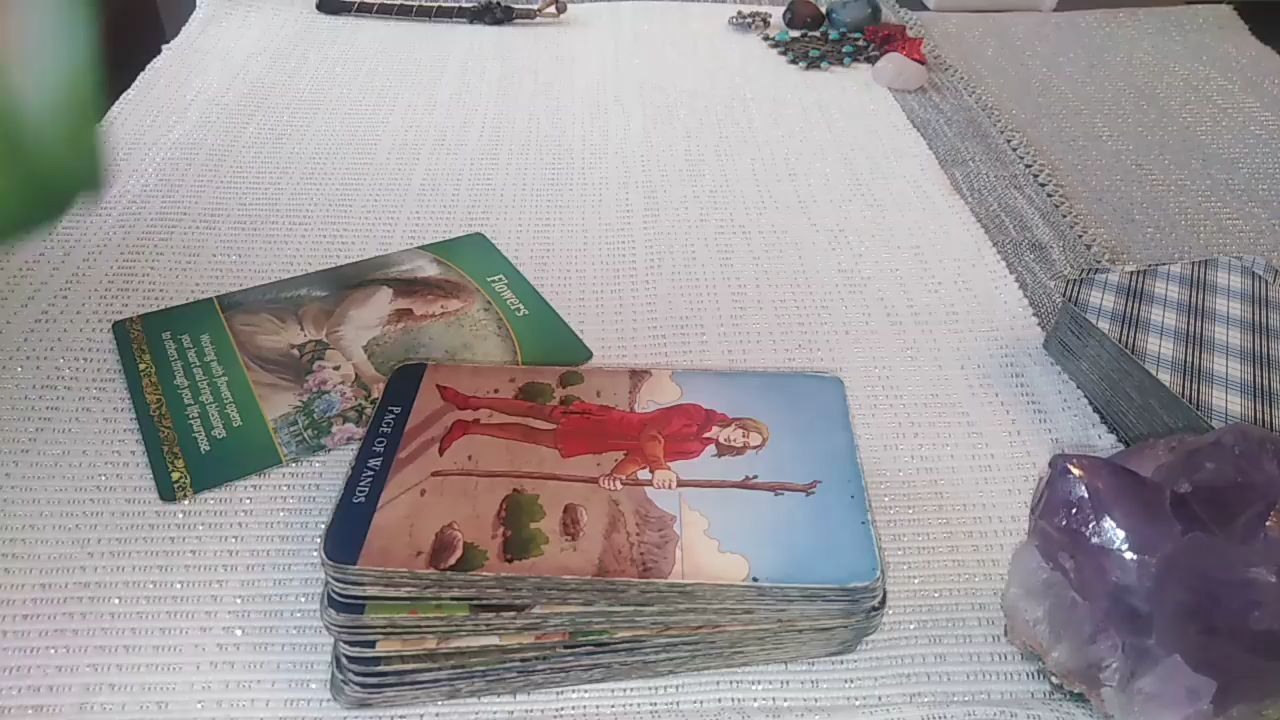 Flowers
Working with flowers opens
your heart and brings blessings
to others through your life purpose.
PAGE OF WANDS